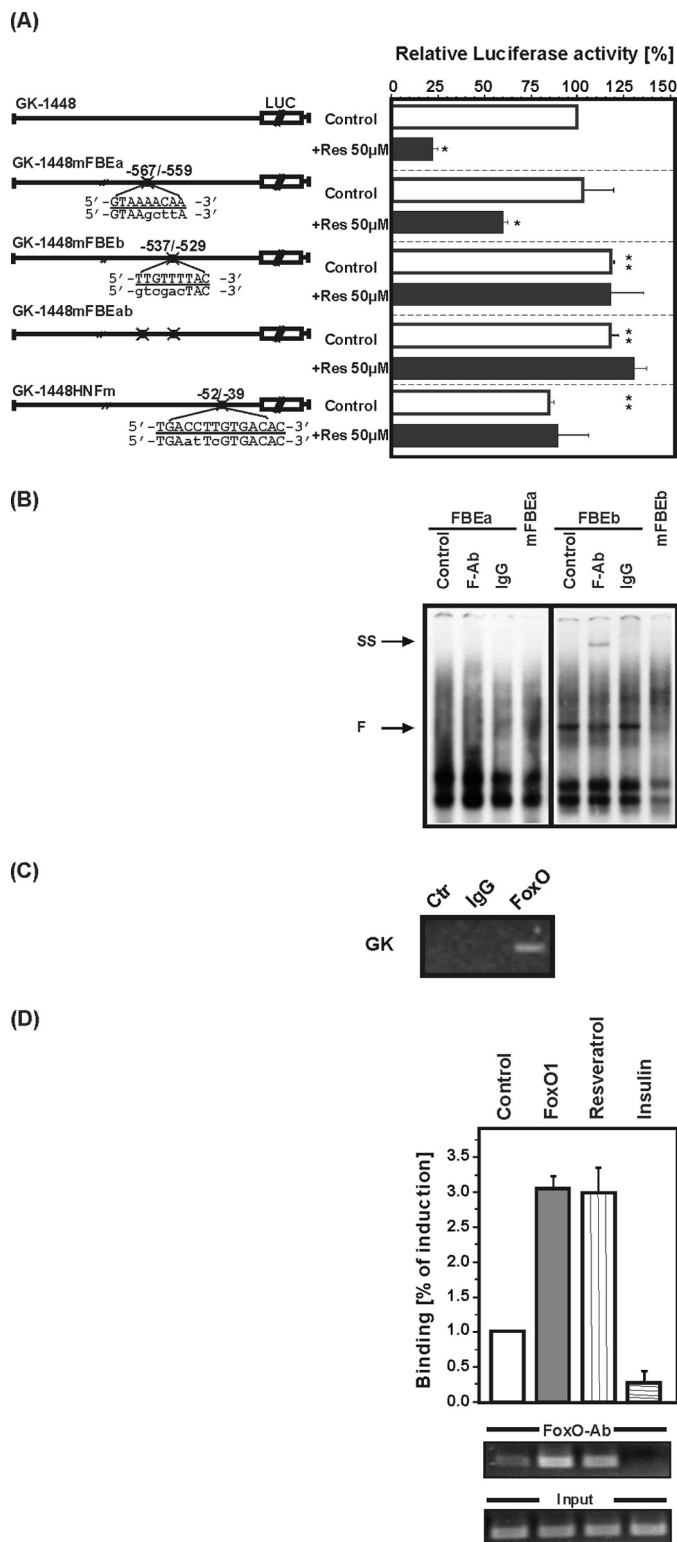 (A)
Relative Luciferase activity [%]
0 25 50 75 100 125 150
GK-1448
LUC
Control
+Res 50µM
*
GK-1448mFBEa
-567/-559
5′-GTAAAACAA -3′
5′-GTAAgcttA -3′
Control
+Res 50µM
*
GK-1448mFBEb
-537/-529
5′-TTGTTTTAC -3′
5′-gtcgacTAC -3′
Control
**
+Res 50µM
GK-1448mFBEab
Control
**
+Res 50µM
GK-1448HNFm
-52/-39
5′-TGACCTTGTGACAC-3′
5′-TGAatTcGTGACAC-3′
Control
**
+Res 50µM
(B)
FBEa
mFBEa
FBEb
mFBEb
Control
F-Ab
IgG
Control
F-Ab
IgG
SS
F
(C)
Ctr
IgG
FoxO
GK
(D)
Control
FoxO1
Resveratrol
Insulin
Binding [% of induction]
3.5
3.0
2.5
2.0
1.5
1.0
0.5
0.0
FoxO-Ab
Input